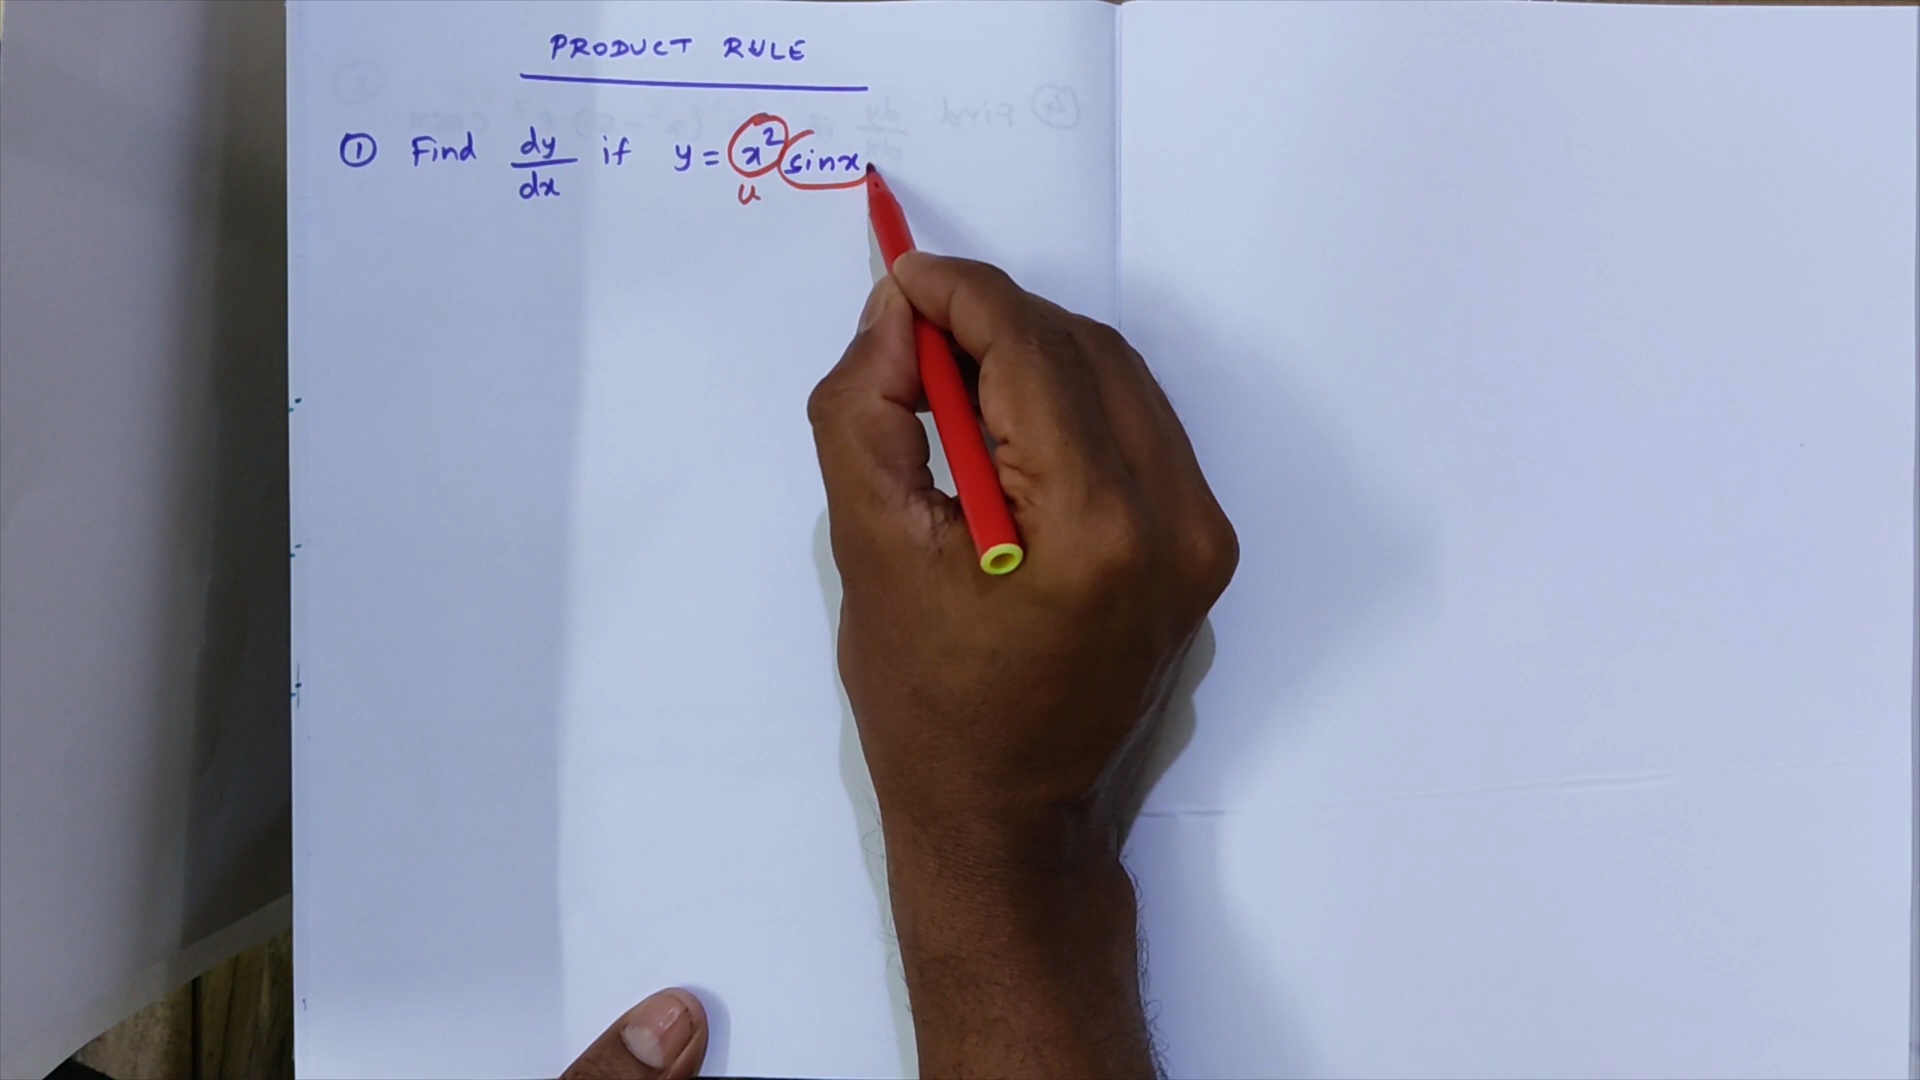 PRODUCT RULE
① Find dy/dx if y = x² sinx
u